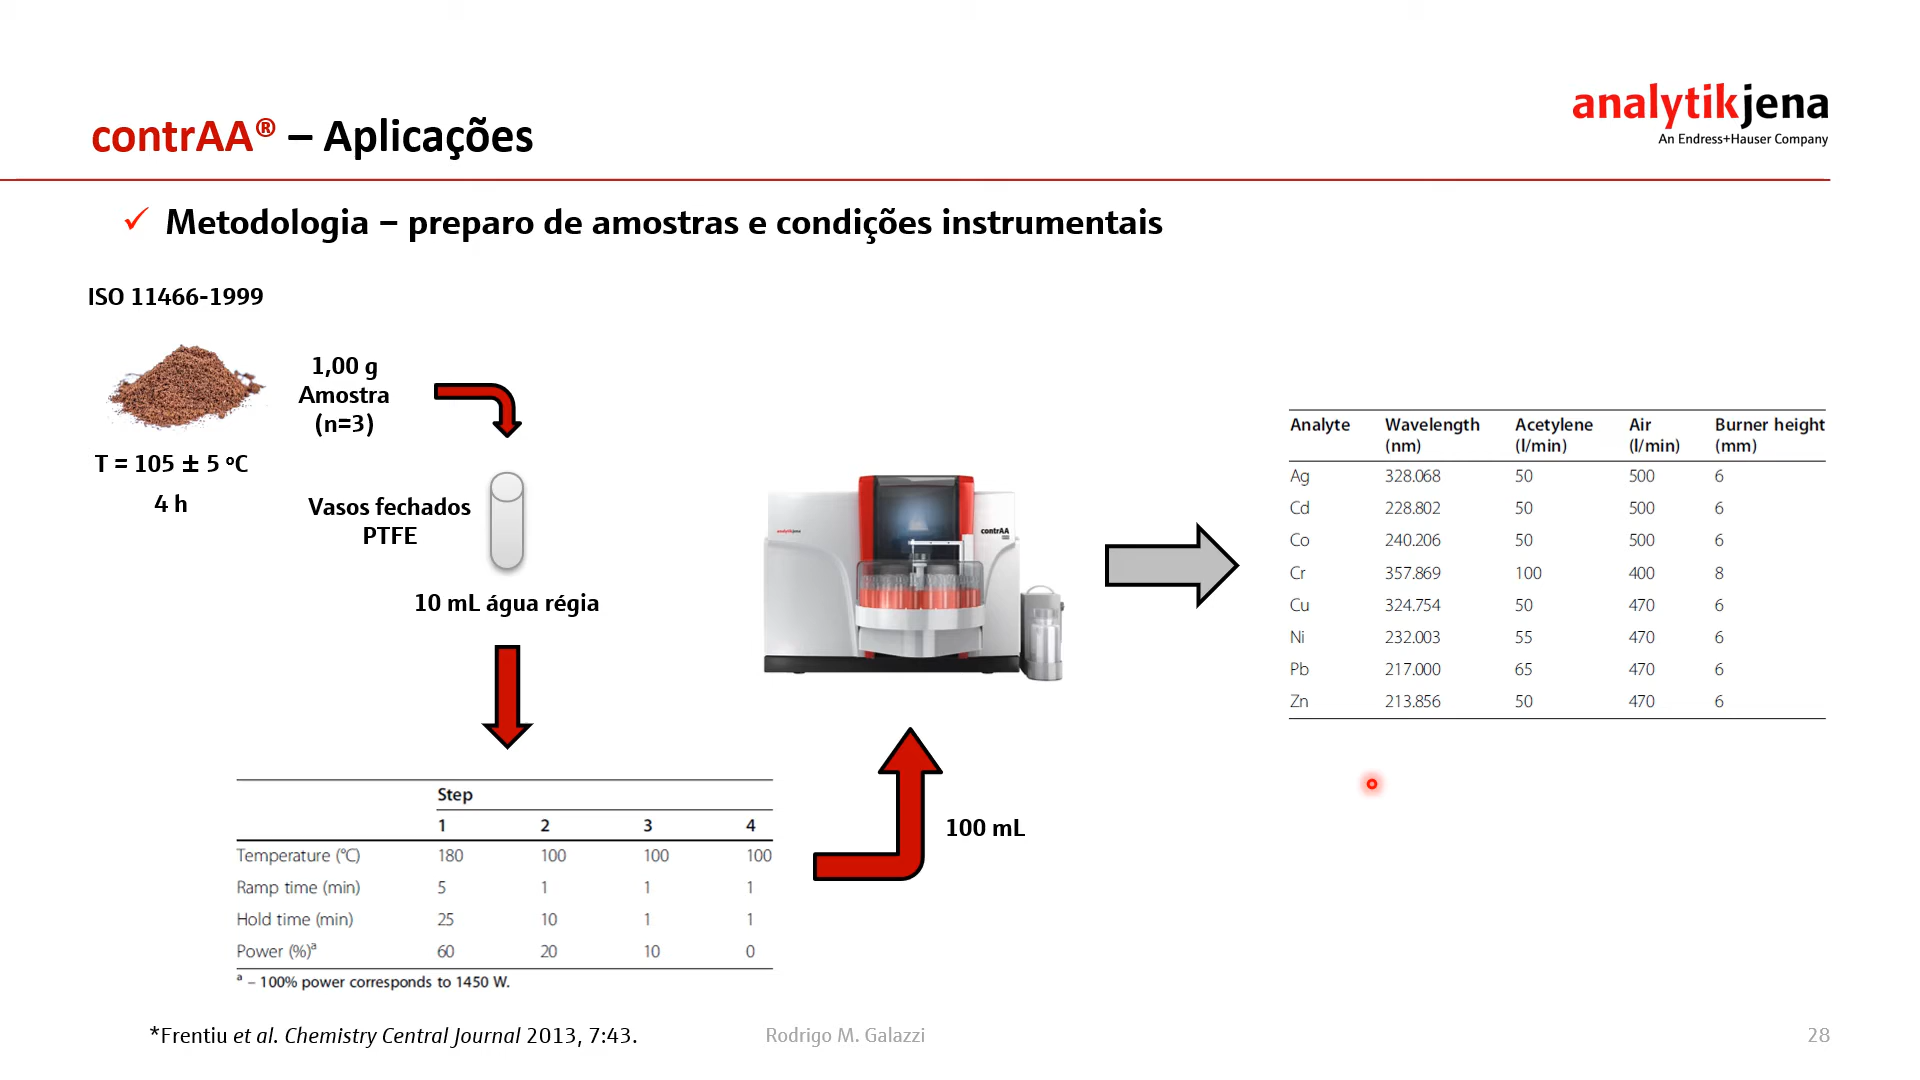 analytikjena
An Endress+Hauser Company
contrAA® – Aplicações
✓ Metodologia – preparo de amostras e condições instrumentais
ISO 11466-1999
1,00 g
Amostra
(n=3)
T = 105 ± 5 ºC
4 h
Vasos fechados
PTFE
10 mL água régia
Step
1 2 3 4
Temperature (°C) 180 100 100 100
Ramp time (min) 5 1 1 1
Hold time (min) 25 10 1 1
Power (%)ª 60 20 10 0
ª – 100% power corresponds to 1450 W.
100 mL
analytikjena
contrAA
Analyte Wavelength Acetylene Air Burner height
(nm) (l/min) (l/min) (mm)
Ag 328.068 50 500 6
Cd 228.802 50 500 6
Co 240.206 50 500 6
Cr 357.869 100 400 8
Cu 324.754 50 470 6
Ni 232.003 55 470 6
Pb 217.000 65 470 6
Zn 213.856 50 470 6
*Frentiu et al. Chemistry Central Journal 2013, 7:43.
Rodrigo M. Galazzi
28